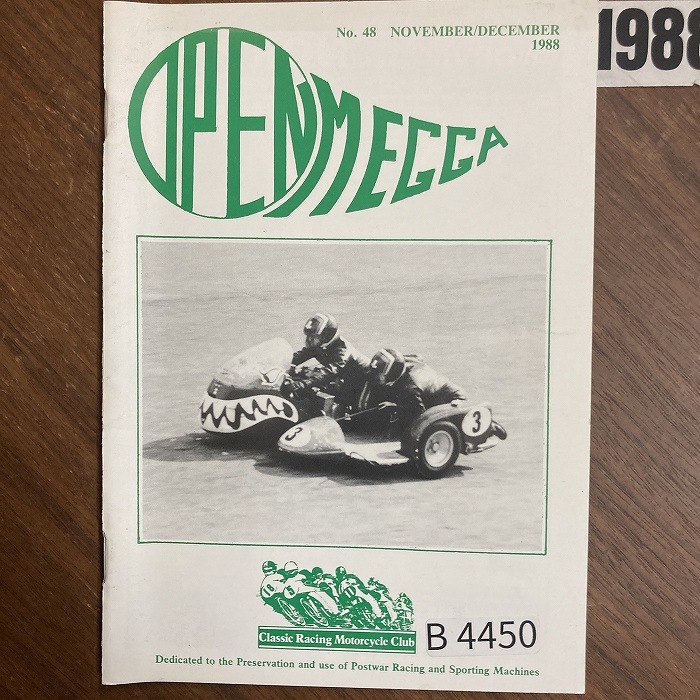 No. 48 NOVEMBER/DECEMBER
1988
1988
OPENMEGGA
3
3
Classic Racing Motorcycle Club
B 4450
Dedicated to the Preservation and use of Postwar Racing and Sporting Machines